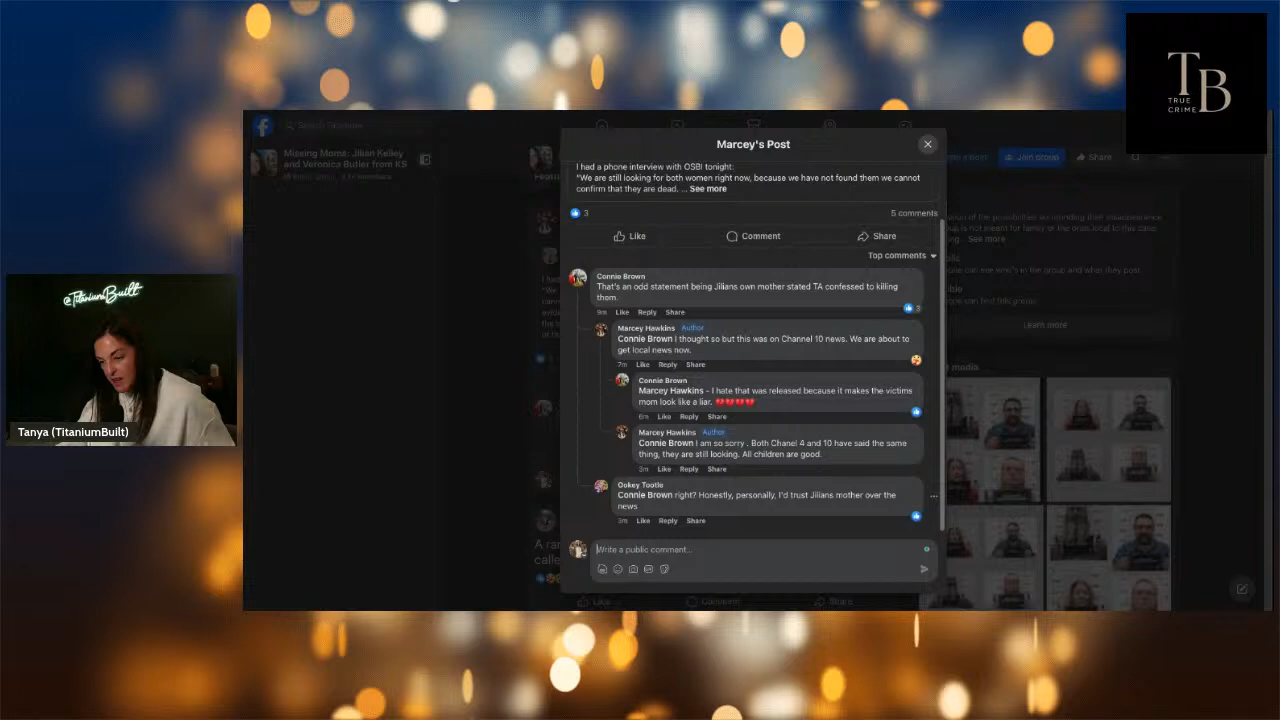 TB
TRUE
CRIME
Search Facebook
Missing Moms: Jilian Kelley
and Veronica Butler from KS
Join group
Share
Marcey's Post
I had a phone interview with OSBI tonight:
"We are still looking for both women right now, because we have not found them we cannot
confirm that they are dead. ... See more
3
5 comments
Like
Comment
Share
Top comments
Connie Brown
That's an odd statement being Jilians own mother stated TA confessed to killing
them.
9m Like Reply Share
3
Marcey Hawkins Author
Connie Brown I thought so but this was on Channel 10 news. We are about to
get local news now.
7m Like Reply Share
Connie Brown
Marcey Hawkins - I hate that was released because it makes the victims
mom look like a liar. 💔💔💔💔
6m Like Reply Share
Marcey Hawkins Author
Connie Brown I am so sorry . Both Chanel 4 and 10 have said the same
thing, they are still looking. All children are good.
3m Like Reply Share
Ookey Tootle
Connie Brown right? Honestly, personally, I'd trust Jilians mother over the
news
3m Like Reply Share
Write a public comment...
See more
Learn more
media
Like
Comment
Share
@TitaniumBuilt
Tanya (TitaniumBuilt)